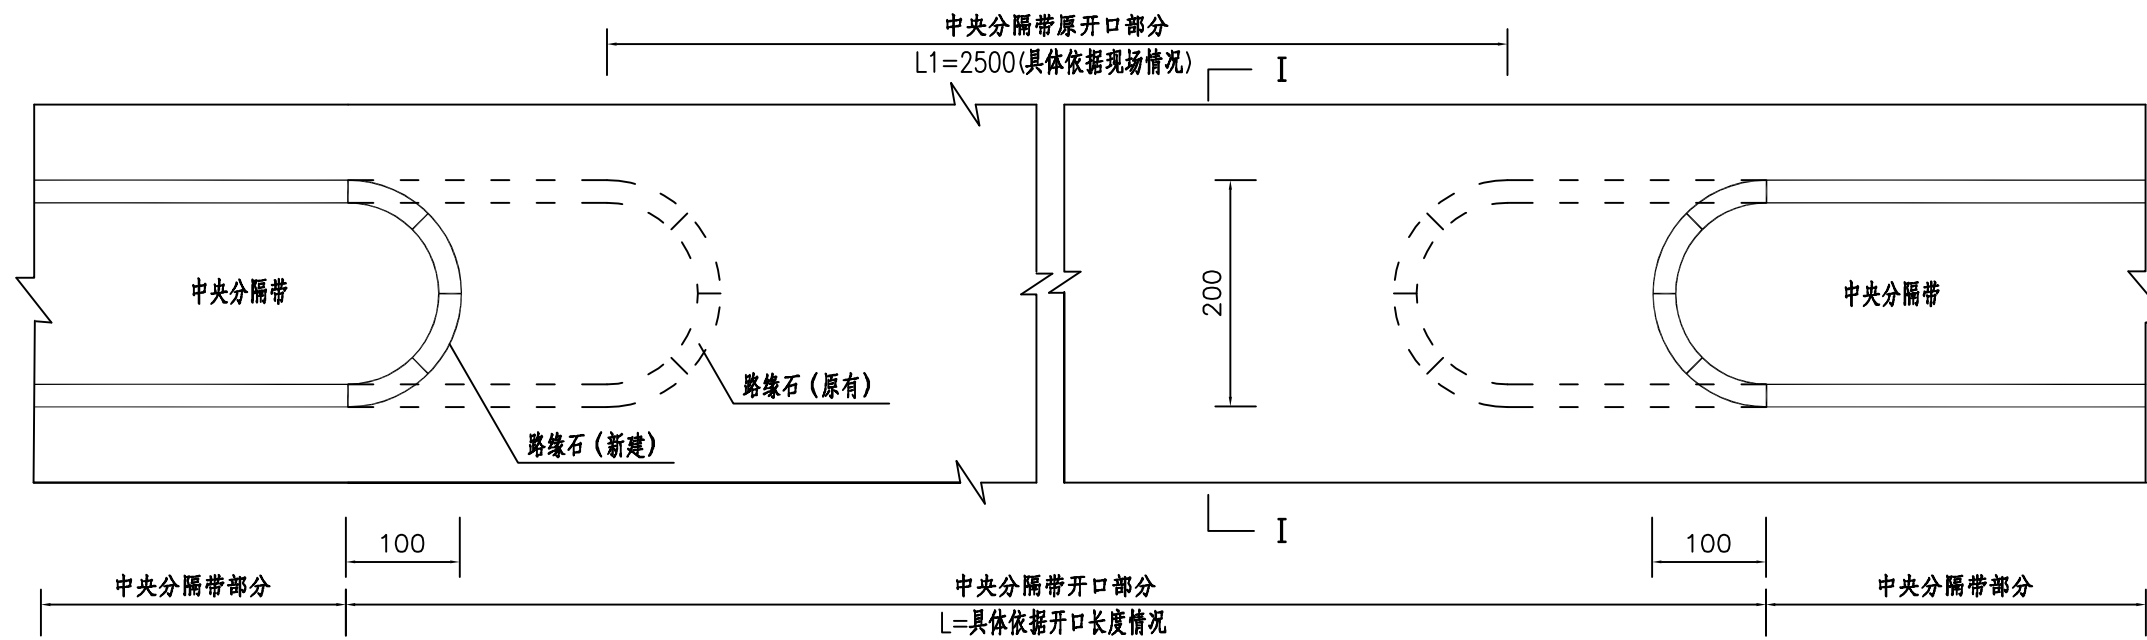 中央分隔带原开口部分
L1=2500(具体依据现场情况)
I
中央分隔带
200
中央分隔带
路缘石（原有）
路缘石（新建）
I
100
100
中央分隔带部分
中央分隔带开口部分
中央分隔带部分
L=具体依据开口长度情况